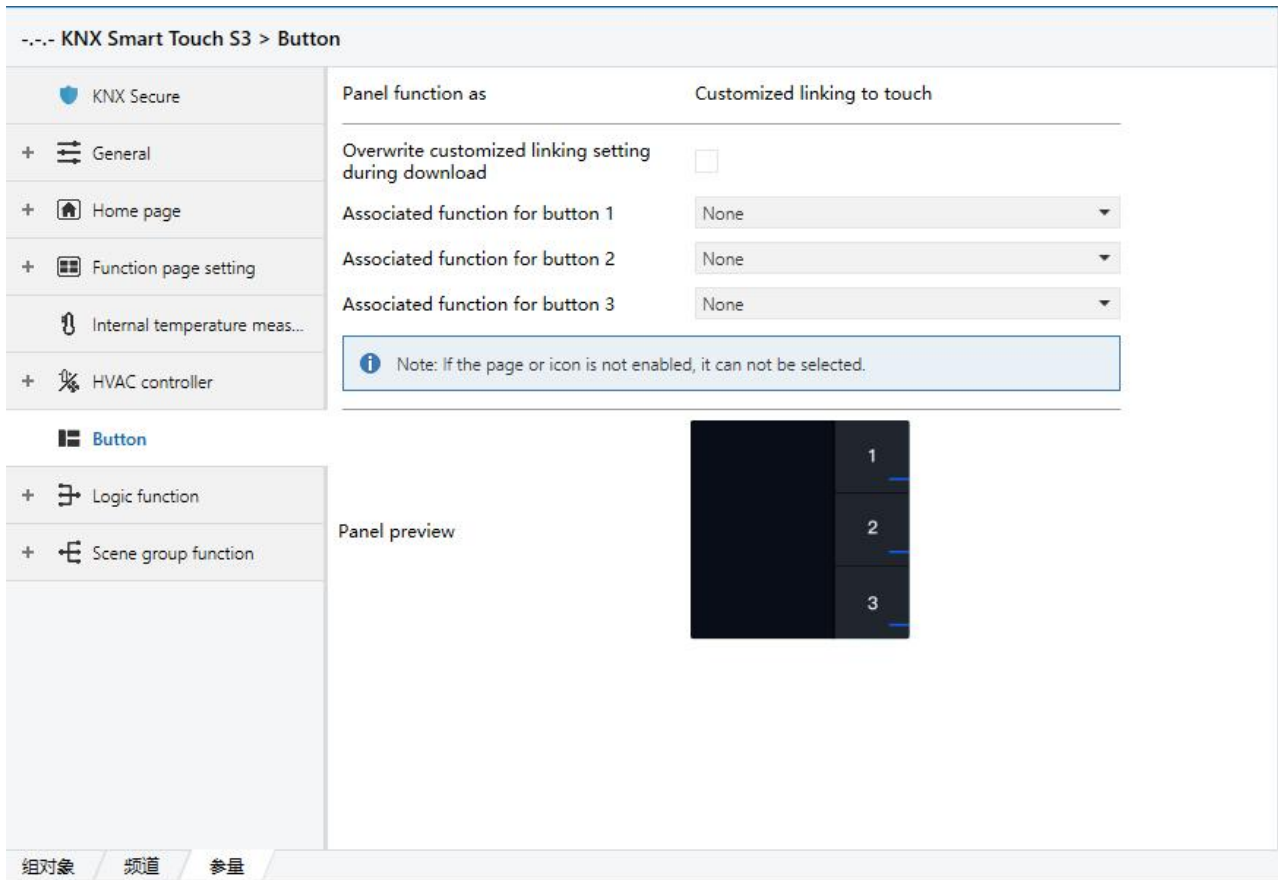 -.-.- KNX Smart Touch S3 > Button
KNX Secure
+ General
+ Home page
+ Function page setting
Internal temperature meas...
+ HVAC controller
Button
+ Logic function
+ Scene group function
Panel function as Customized linking to touch
Overwrite customized linking setting
during download
Associated function for button 1 None
Associated function for button 2 None
Associated function for button 3 None
Note: If the page or icon is not enabled, it can not be selected.
Panel preview
1
2
3
组对象 频道 参量